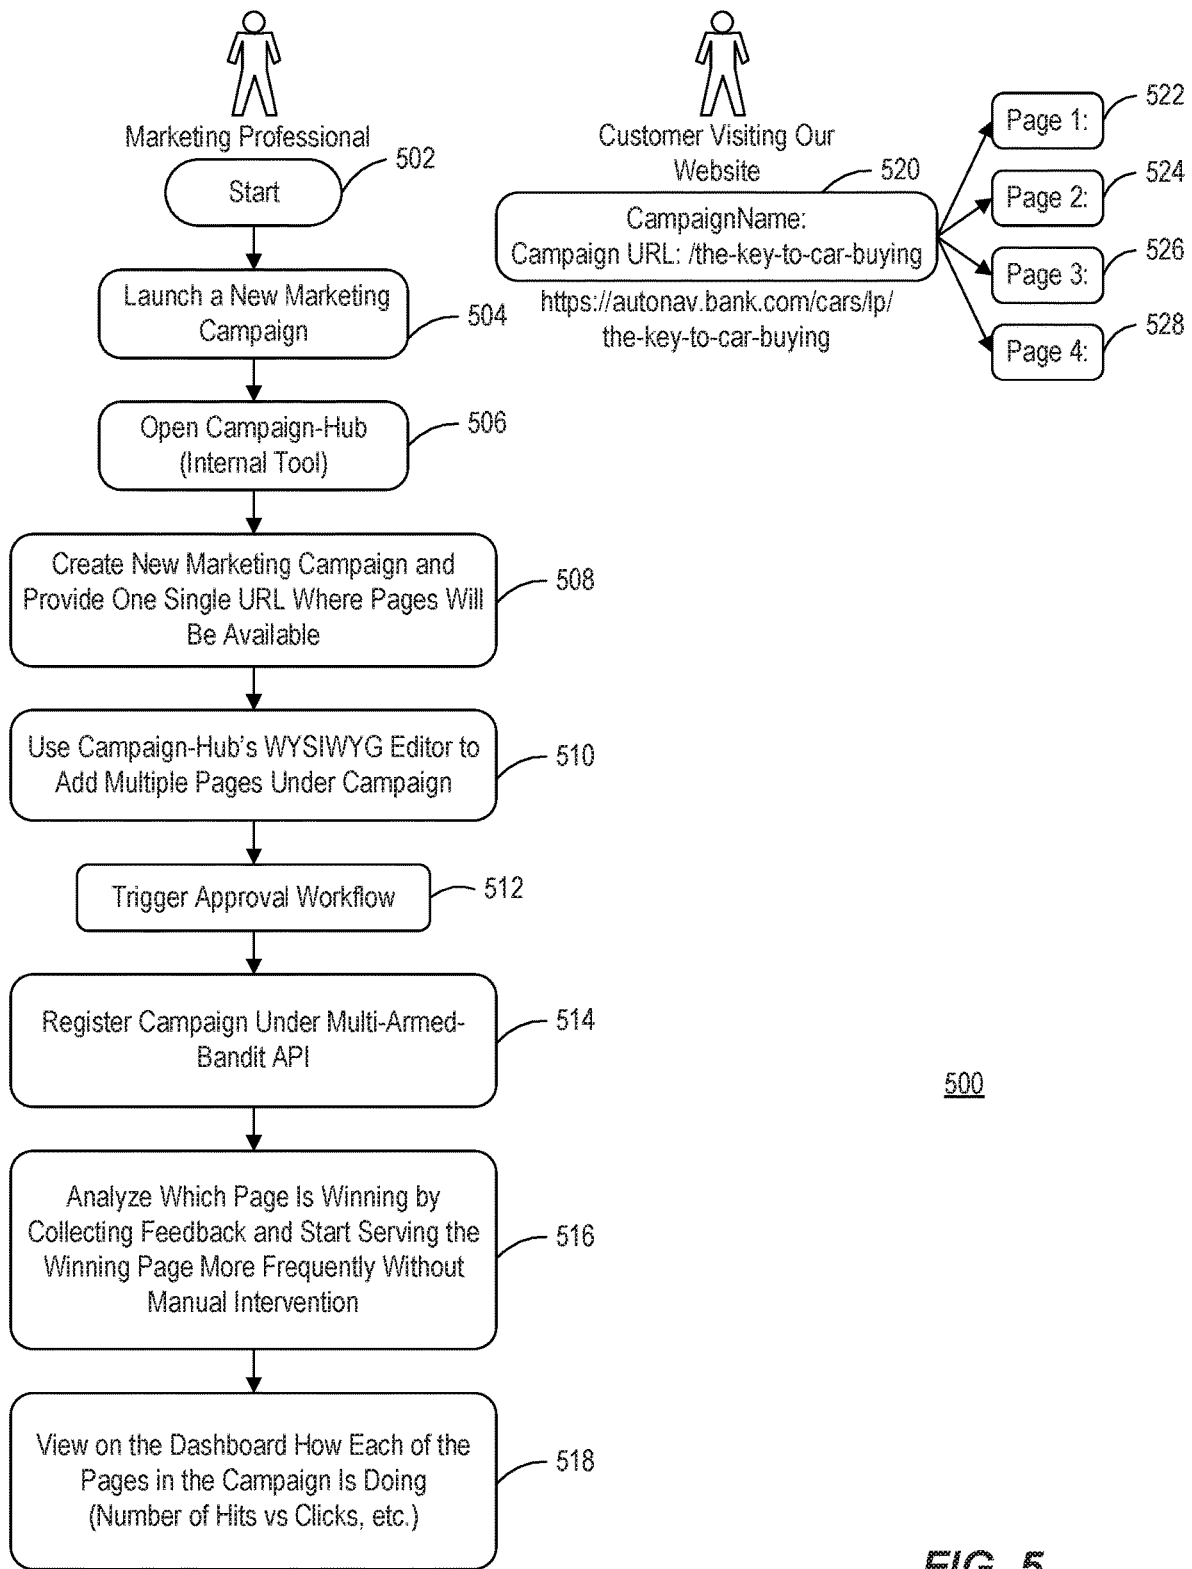 Marketing Professional
502
Start
Launch a New Marketing
Campaign
504
Open Campaign-Hub
(Internal Tool)
506
Create New Marketing Campaign and
Provide One Single URL Where Pages Will
Be Available
508
Use Campaign-Hub's WYSIWYG Editor to
Add Multiple Pages Under Campaign
510
Trigger Approval Workflow
512
Register Campaign Under Multi-Armed-
Bandit API
514
Analyze Which Page Is Winning by
Collecting Feedback and Start Serving the
Winning Page More Frequently Without
Manual Intervention
516
View on the Dashboard How Each of the
Pages in the Campaign Is Doing
(Number of Hits vs Clicks, etc.)
518
Customer Visiting Our
Website
520
CampaignName:
Campaign URL: /the-key-to-car-buying
https://autonav.bank.com/cars/lp/
the-key-to-car-buying
Page 1:
522
Page 2:
524
Page 3:
526
Page 4:
528
500
FIG. 5